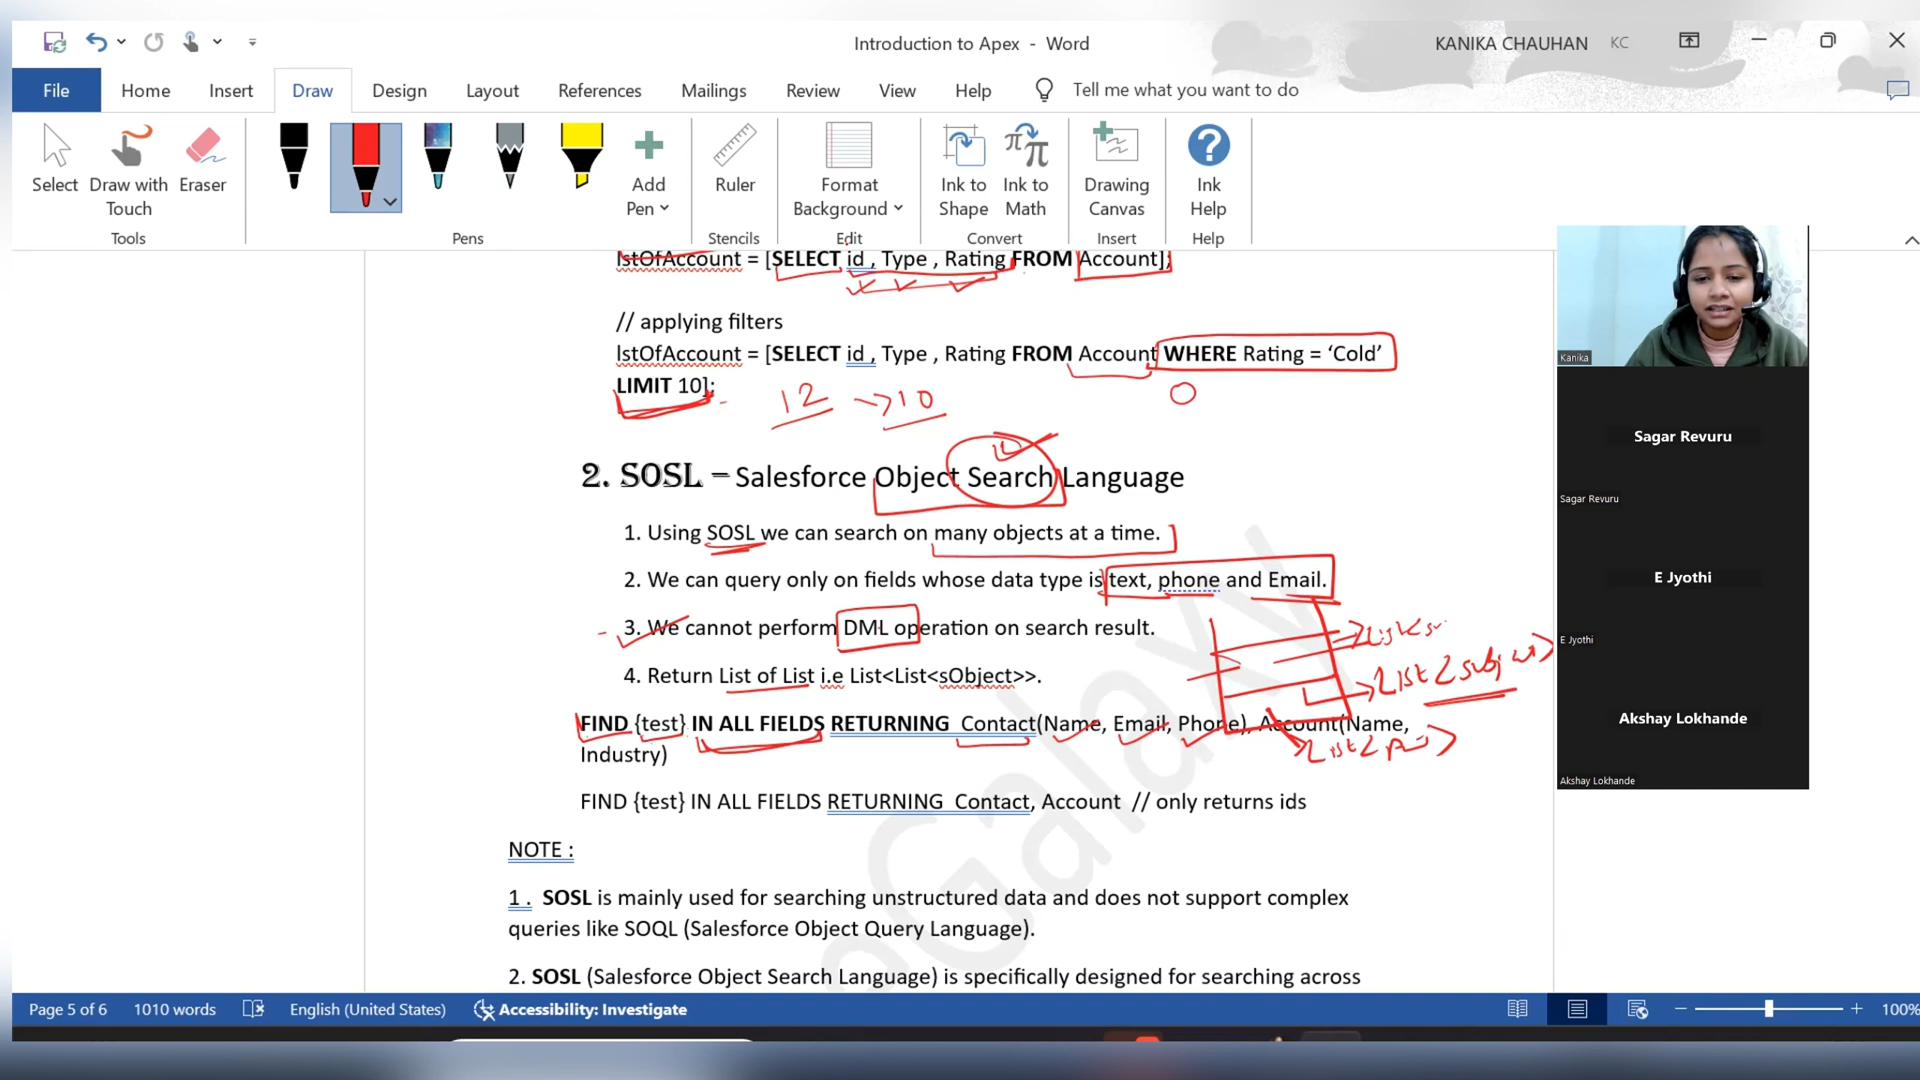 Introduction to Apex - Word
KANIKA CHAUHAN KC
File Home Insert Draw Design Layout References Mailings Review View Help Tell me what you want to do
Select Draw with Touch Eraser Add Pen Ruler Format Background Ink to Shape Ink to Math Drawing Canvas Ink Help
Tools Pens Stencils Edit Convert Insert Help
lstOfAccount = [SELECT id , Type , Rating FROM Account];
// applying filters
lstOfAccount = [SELECT id , Type , Rating FROM Account WHERE Rating = ‘Cold’
LIMIT 10];
12 → 10
2. SOSL – Salesforce Object Search Language
1. Using SOSL we can search on many objects at a time.
2. We can query only on fields whose data type is text, phone and Email.
3. We cannot perform DML operation on search result.
4. Return List of List i.e List<List<sObject>>.
FIND {test} IN ALL FIELDS RETURNING Contact(Name, Email, Phone), Account(Name,
Industry)
FIND {test} IN ALL FIELDS RETURNING Contact, Account // only returns ids
NOTE :
1 . SOSL is mainly used for searching unstructured data and does not support complex
queries like SOQL (Salesforce Object Query Language).
2. SOSL (Salesforce Object Search Language) is specifically designed for searching across
Kanika
Sagar Revuru
Sagar Revuru
E Jyothi
E Jyothi
Akshay Lokhande
Akshay Lokhande
Page 5 of 6 1010 words English (United States) Accessibility: Investigate 100%